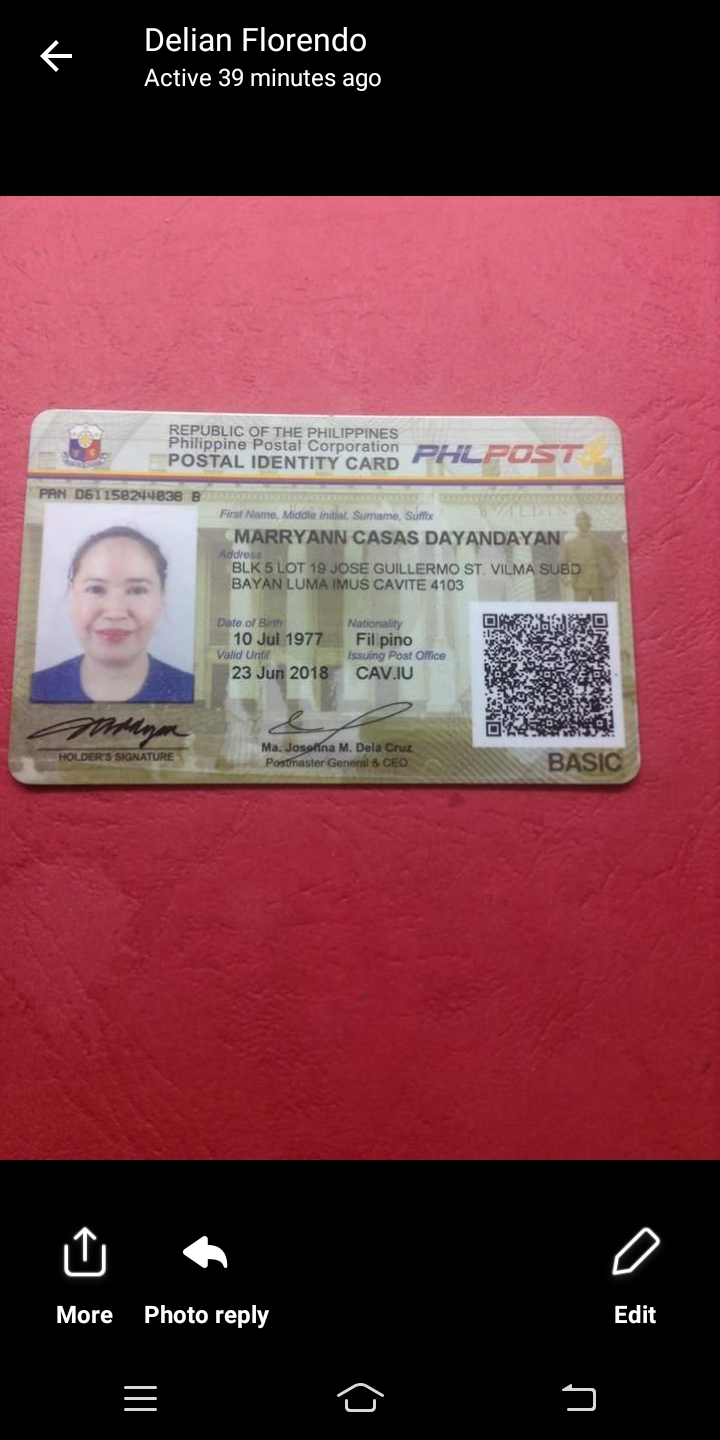 Delian Florendo
Active 39 minutes ago
REPUBLIC OF THE PHILIPPINES
Philippine Postal Corporation
POSTAL IDENTITY CARD
PHLPOST
PRN D61150244038 B
First Name, Middle Initial, Surname, Suffix
MARRYANN CASAS DAYANDAYAN
Address
BLK 5 LOT 19 JOSE GUILLERMO ST. VILMA SUBD
BAYAN LUMA IMUS CAVITE 4103
Date of Birth
Nationality
10 Jul 1977
Fil pino
Valid Until
Issuing Post Office
23 Jun 2018
CAV.IU
HOLDER'S SIGNATURE
Ma. Josefina M. Dela Cruz
Postmaster General & CEO
BASIC
More
Photo reply
Edit